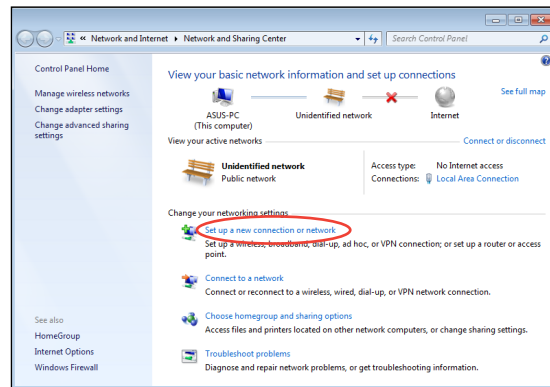 « Network and Internet ▸ Network and Sharing Center
Search Control Panel
Control Panel Home
Manage wireless networks
Change adapter settings
Change advanced sharing
settings
See also
HomeGroup
Internet Options
Windows Firewall
View your basic network information and set up connections
See full map
ASUS-PC
(This computer)
Unidentified network
Internet
View your active networks
Connect or disconnect
Unidentified network
Public network
Access type: No Internet access
Connections: Local Area Connection
Change your networking settings
Set up a new connection or network
Set up a wireless, broadband, dial-up, ad hoc, or VPN connection; or set up a router or access
point.
Connect to a network
Connect or reconnect to a wireless, wired, dial-up, or VPN network connection.
Choose homegroup and sharing options
Access files and printers located on other network computers, or change sharing settings.
Troubleshoot problems
Diagnose and repair network problems, or get troubleshooting information.